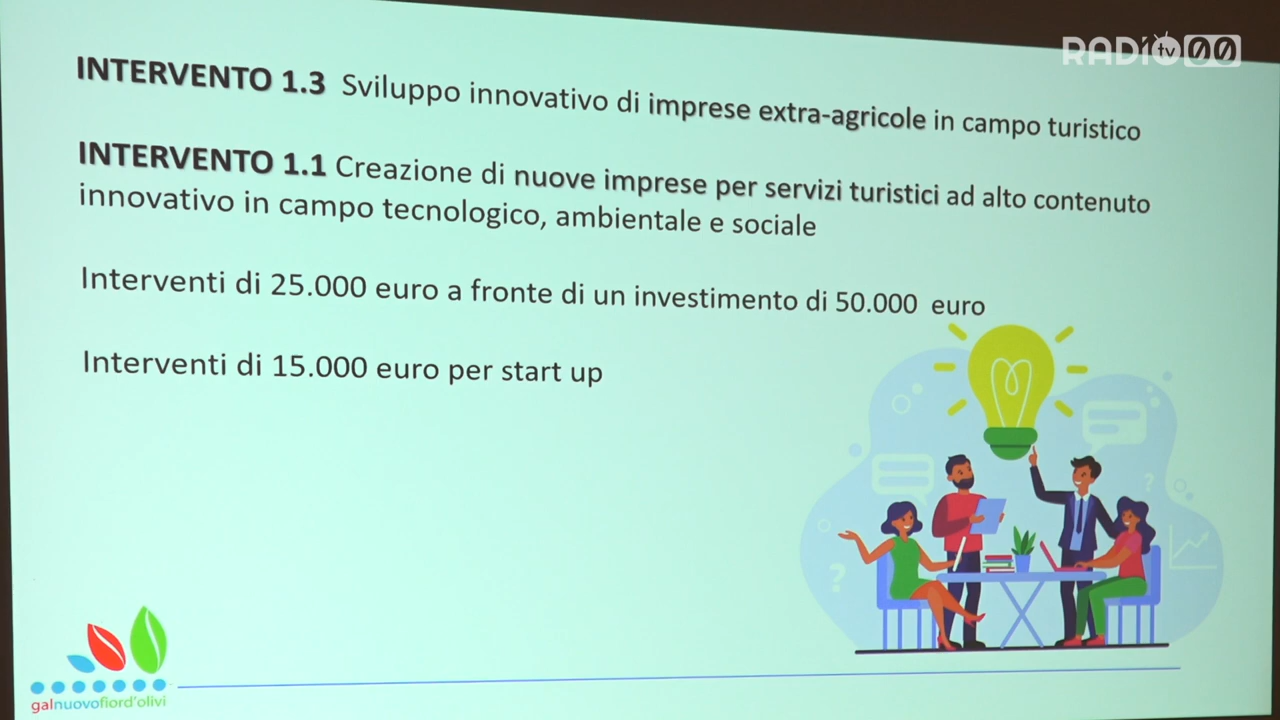 RADIO tv 00
INTERVENTO 1.3 Sviluppo innovativo di imprese extra-agricole in campo turistico
INTERVENTO 1.1 Creazione di nuove imprese per servizi turistici ad alto contenuto
innovativo in campo tecnologico, ambientale e sociale
Interventi di 25.000 euro a fronte di un investimento di 50.000 euro
Interventi di 15.000 euro per start up
galnuovofiord'olivi